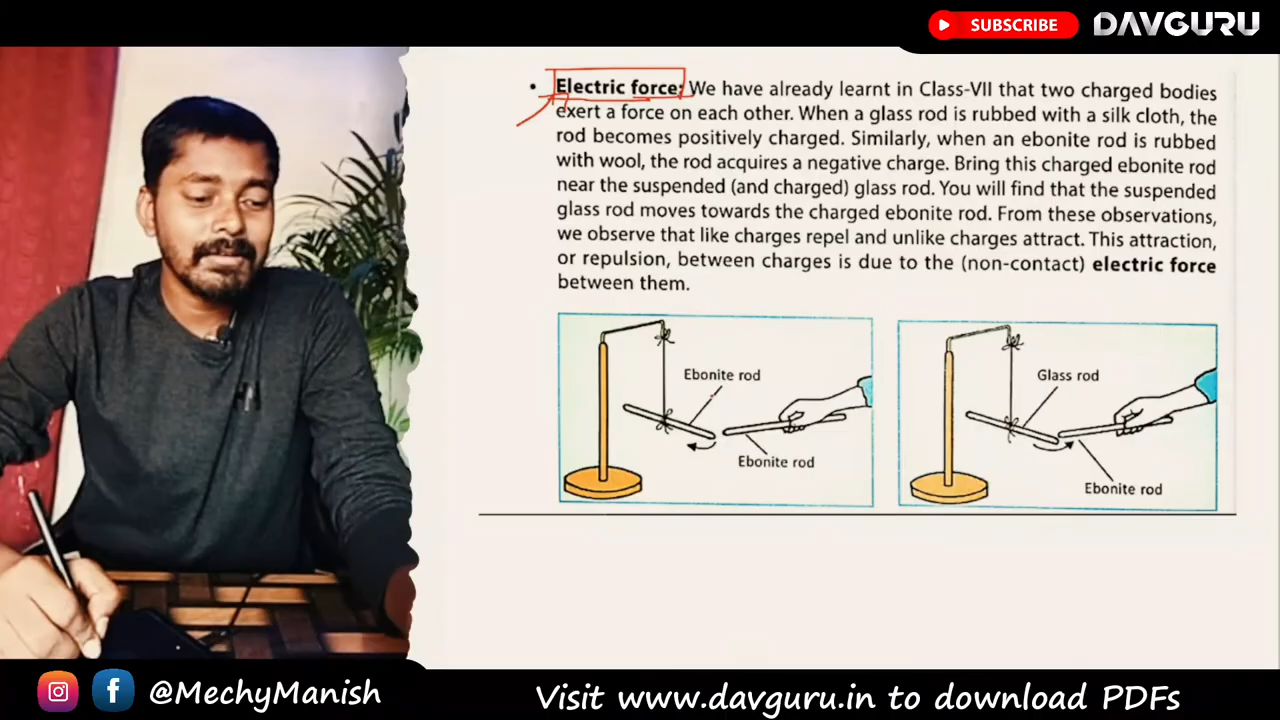 SUBSCRIBE
DAVGURU
• Electric force: We have already learnt in Class-VII that two charged bodies
exert a force on each other. When a glass rod is rubbed with a silk cloth, the
rod becomes positively charged. Similarly, when an ebonite rod is rubbed
with wool, the rod acquires a negative charge. Bring this charged ebonite rod
near the suspended (and charged) glass rod. You will find that the suspended
glass rod moves towards the charged ebonite rod. From these observations,
we observe that like charges repel and unlike charges attract. This attraction,
or repulsion, between charges is due to the (non-contact) electric force
between them.
Ebonite rod
Ebonite rod
Glass rod
Ebonite rod
@MechyManish
Visit www.davguru.in to download PDFs